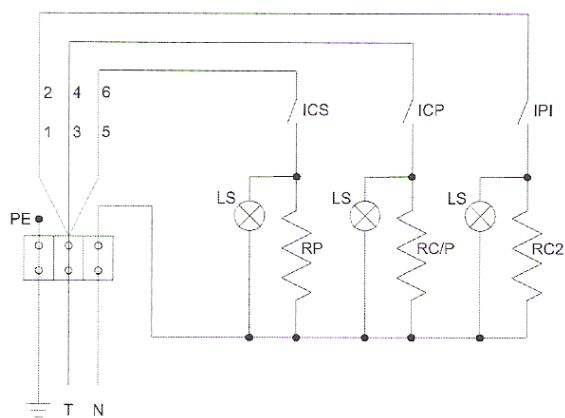 2 4 6
ICS ICP IPI
1 3 5
LS LS LS
PE
RP RC/P RC2
T N